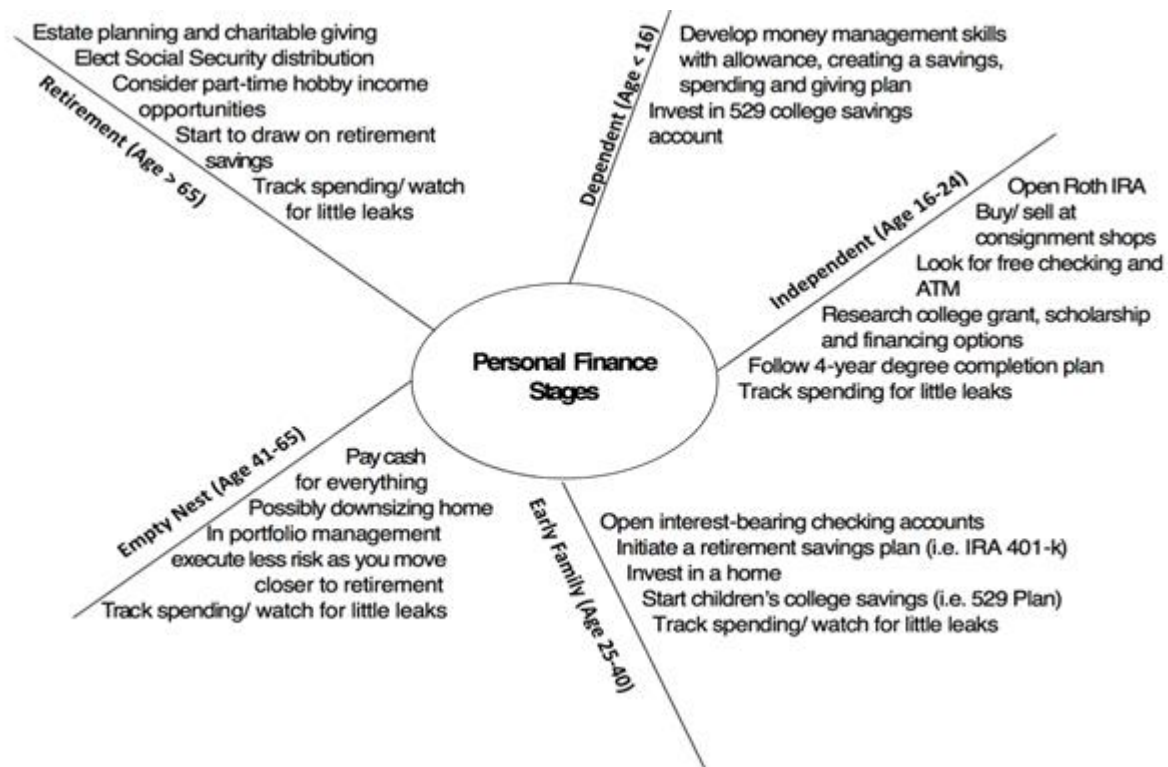 Personal Finance
Stages
Dependent (Age < 16)
Develop money management skills
with allowance, creating a savings,
spending and giving plan
Invest in 529 college savings
account
Independent (Age 16-24)
Open Roth IRA
Buy/ sell at
consignment shops
Look for free checking and
ATM
Research college grant, scholarship
and financing options
Follow 4-year degree completion plan
Track spending for little leaks
Early Family (Age 25-40)
Open interest-bearing checking accounts
Initiate a retirement savings plan (i.e. IRA 401-k)
Invest in a home
Start children's college savings (i.e. 529 Plan)
Track spending/ watch for little leaks
Empty Nest (Age 41-65)
Pay cash
for everything
Possibly downsizing home
In portfolio management
execute less risk as you move
closer to retirement
Track spending/ watch for little leaks
Retirement (Age > 65)
Estate planning and charitable giving
Elect Social Security distribution
Consider part-time hobby income
opportunities
Start to draw on retirement
savings
Track spending/ watch
for little leaks